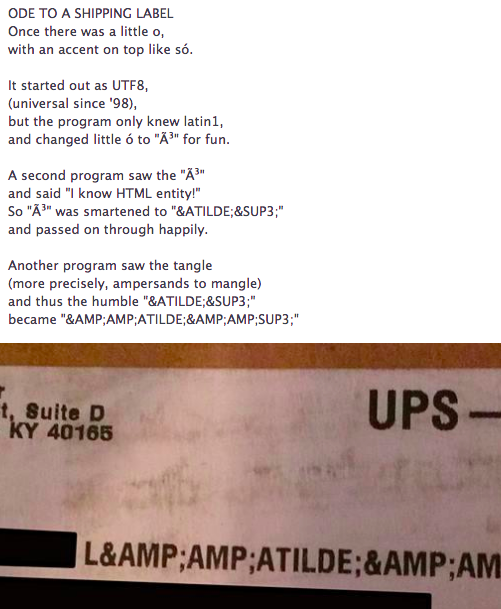 ODE TO A SHIPPING LABEL
Once there was a little o,
with an accent on top like só.
It started out as UTF8,
(universal since '98),
but the program only knew latin1,
and changed little ó to "Ã³" for fun.
A second program saw the "Ã³"
and said "I know HTML entity!"
So "Ã³" was smartened to "&ATILDE;&SUP3;"
and passed on through happily.
Another program saw the tangle
(more precisely, ampersands to mangle)
and thus the humble "&ATILDE;&SUP3;"
became "&AMP;AMP;ATILDE;&AMP;AMP;SUP3;"
t, Suite D
KY 40165
UPS –
L&AMP;AMP;ATILDE;&AMP;AM